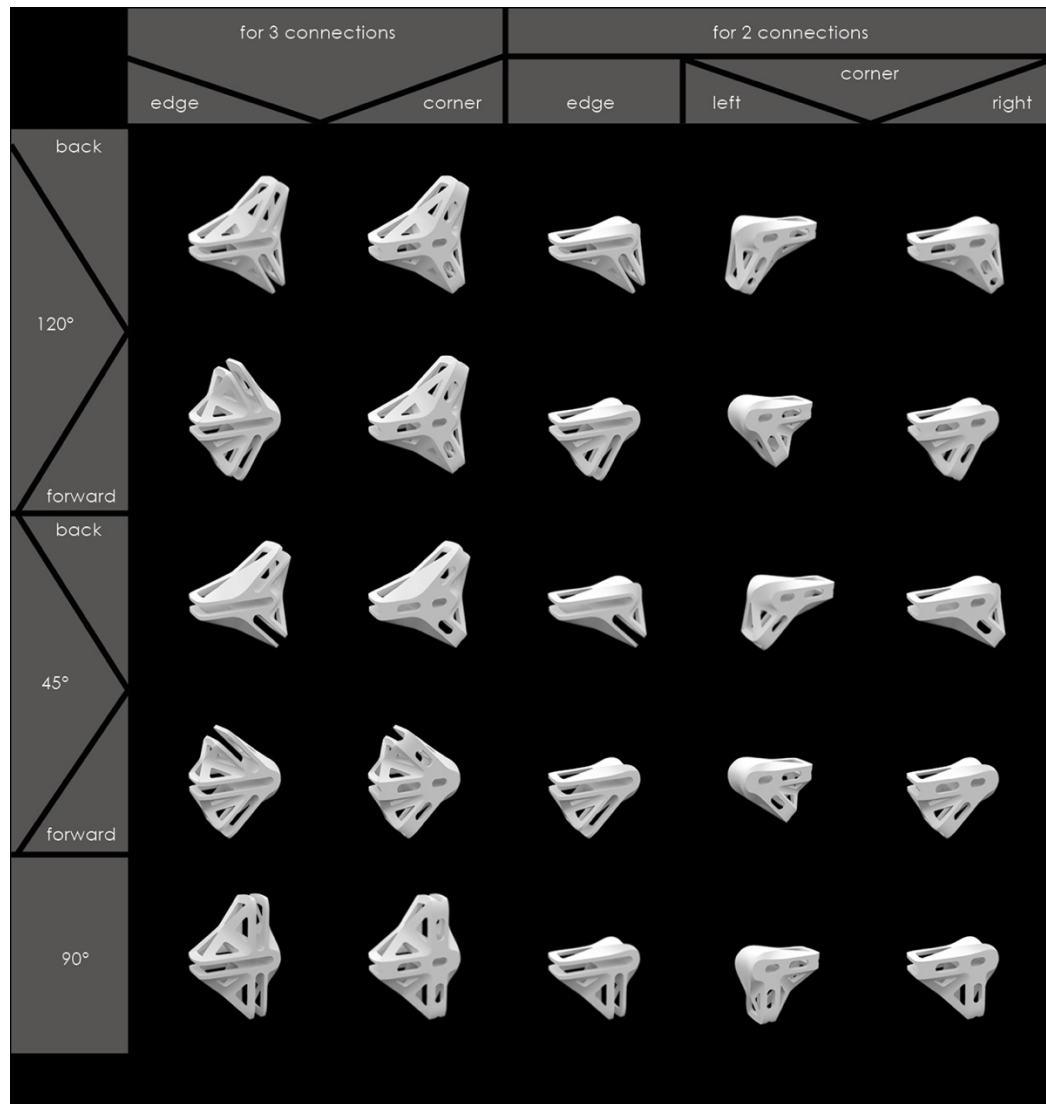 for 3 connections
for 2 connections
corner
edge
corner
edge
left
right
back
120°
forward
back
45°
forward
90°